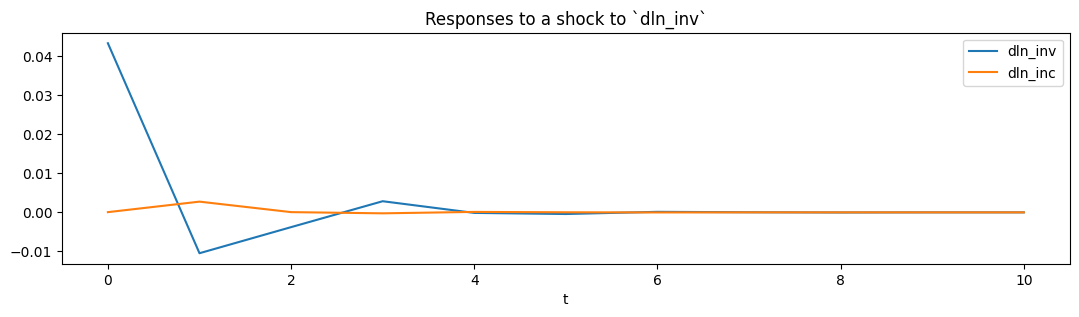 Responses to a shock to `dln_inv`
dln_inv
dln_inc
0.04
0.03
0.02
0.01
0.00
−0.01
0 2 4 6 8 10
t